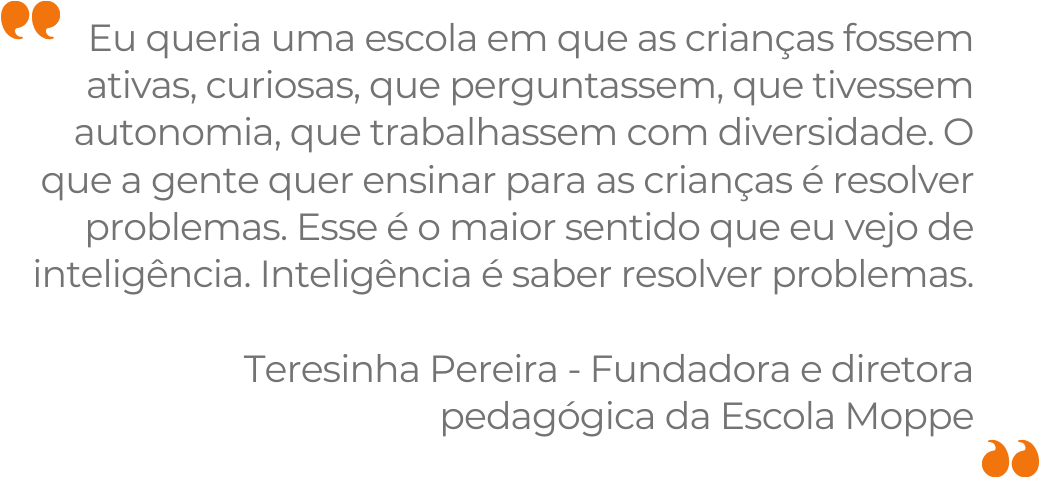 Eu queria uma escola em que as crianças fossem
ativas, curiosas, que perguntassem, que tivessem
autonomia, que trabalhassem com diversidade. O
que a gente quer ensinar para as crianças é resolver
problemas. Esse é o maior sentido que eu vejo de
inteligência. Inteligência é saber resolver problemas.
Teresinha Pereira - Fundadora e diretora
pedagógica da Escola Moppe